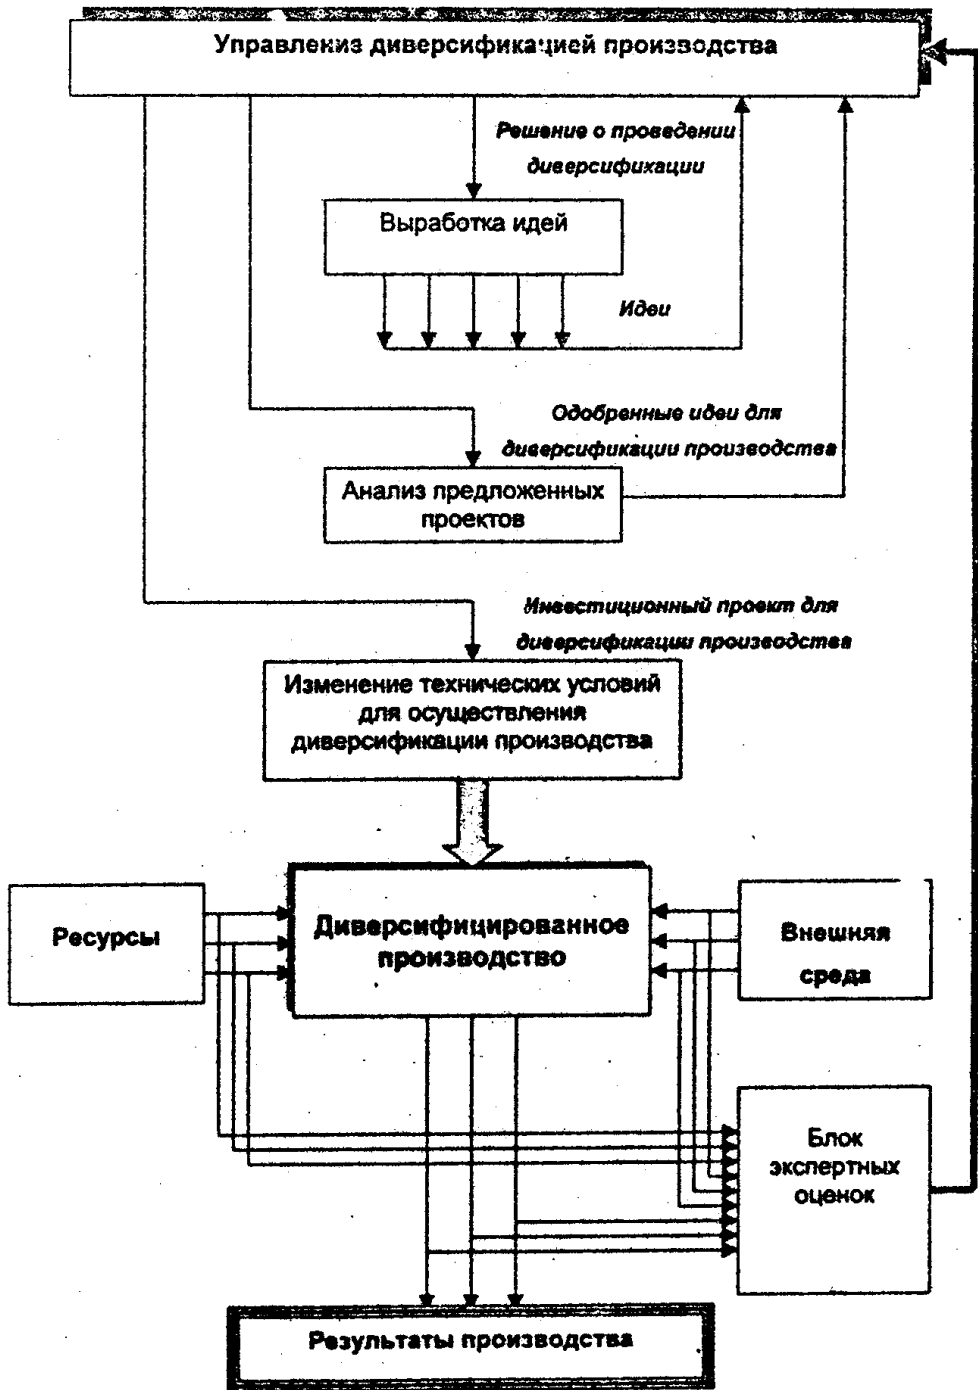 Управлениз диверсификацией производства
Решение о проведении
диверсификации
Выработка идей
Идеи
Одобренные идеи для
диверсификации производства
Анализ предложенных
проектов
Инвестиционный проект для
диверсификации производства
Изменение технических условий
для осуществления
диверсификации производства
Ресурсы
Диверсифицированное
производство
Внешняя
среда
Блок
экспертных
оценок
Результаты производства